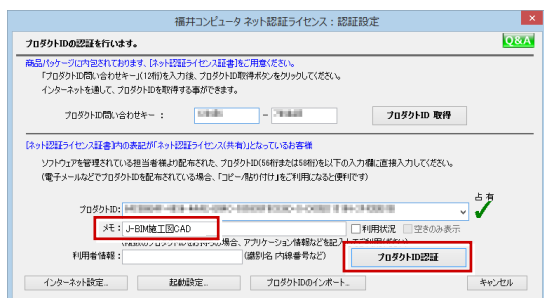 福井コンピュータ ネット認証ライセンス：認証設定
プロダクトIDの認証を行います。
Q&A
商品パッケージに内包されております、[ネット認証ライセンス証書]をご用意ください。
「プロダクトID問い合わせキー」(12桁)を入力後、プロダクトID取得ボタンをクリックしてください。
インターネットを通して、プロダクトIDを取得する事ができます。
プロダクトID問い合わせキー :
-
プロダクトID 取得
[ネット認証ライセンス証書]内の表記が「ネット認証ライセンス(共有)」となっているお客様
ソフトウェアを管理されている担当者様より配布された、プロダクトID(56桁または58桁)を以下の入力欄に直接入力してください。
(電子メールなどでプロダクトIDを配布されている場合、「コピー/貼り付け」をご利用になると便利です)
プロダクトID:
占有
メモ: J-BIM施工図CAD
利用状況 空きのみ表示
場合、アプリケーション情報などを記入
利用者情報:
(識別名 内線番号など)
プロダクトID認証
インターネット設定...
起動設定...
プロダクトIDのインポート...
キャンセル